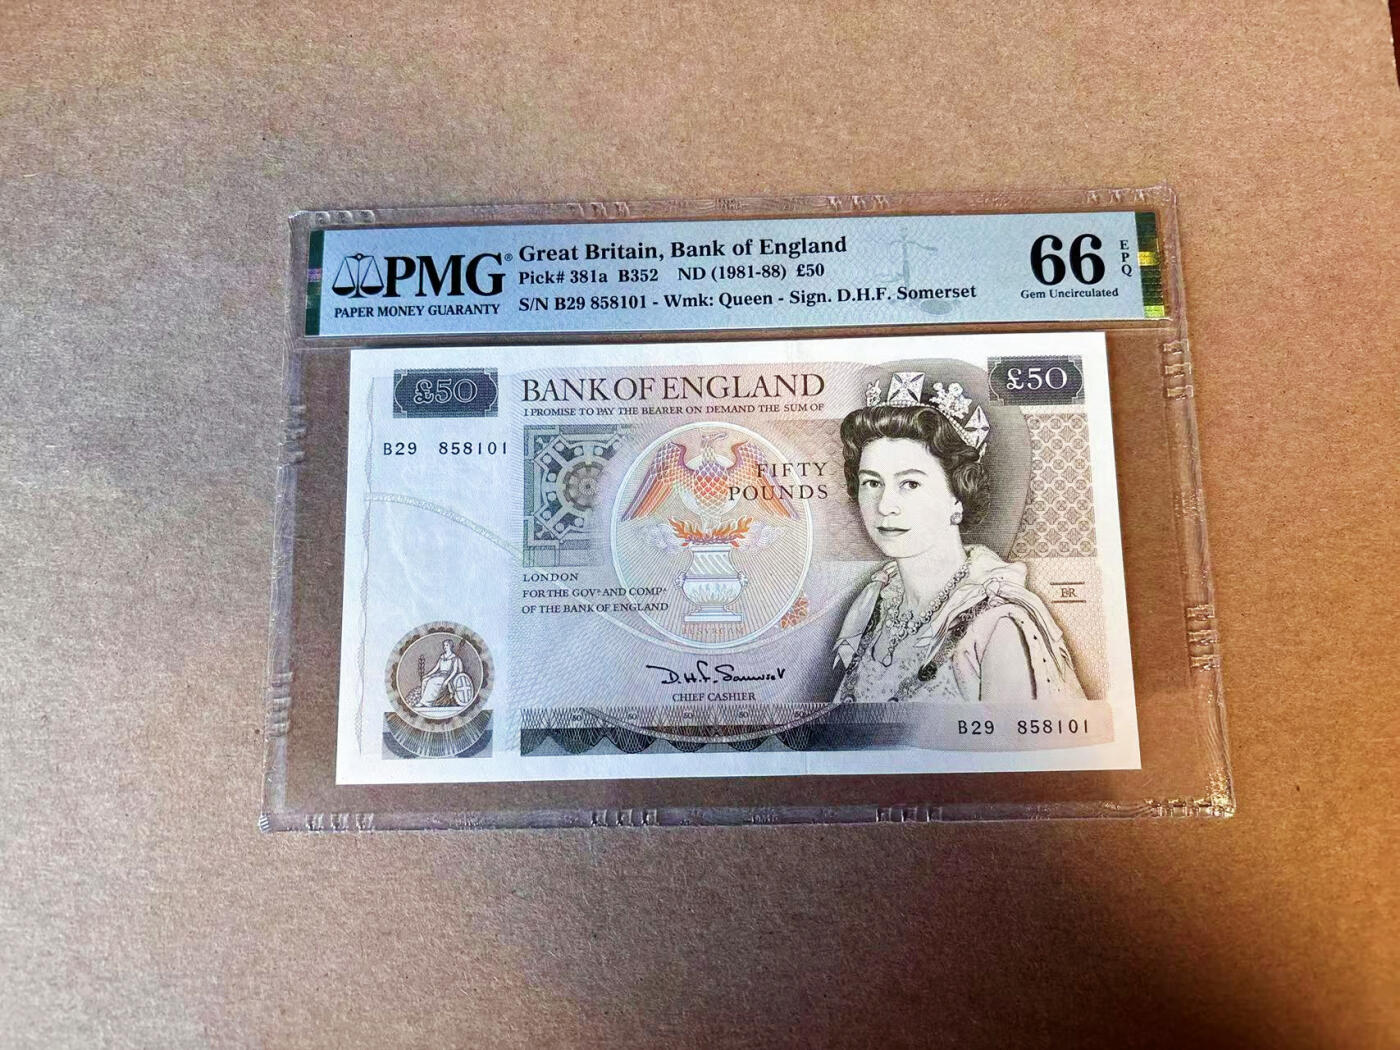 PMG®
PAPER MONEY GUARANTY
Great Britain, Bank of England
Pick# 381a B352 ND (1981-88) £50
S/N B29 858101 - Wmk: Queen - Sign. D.H.F. Somerset
66
EPQ
Gem Uncirculated
£50
BANK OF ENGLAND
£50
I PROMISE TO PAY THE BEARER ON DEMAND THE SUM OF
B29 858101
FIFTY
POUNDS
LONDON
FOR THE GOVR AND COMPA
OF THE BANK OF ENGLAND
E·R
D.H.F. Somerset
CHIEF CASHIER
B29 858101